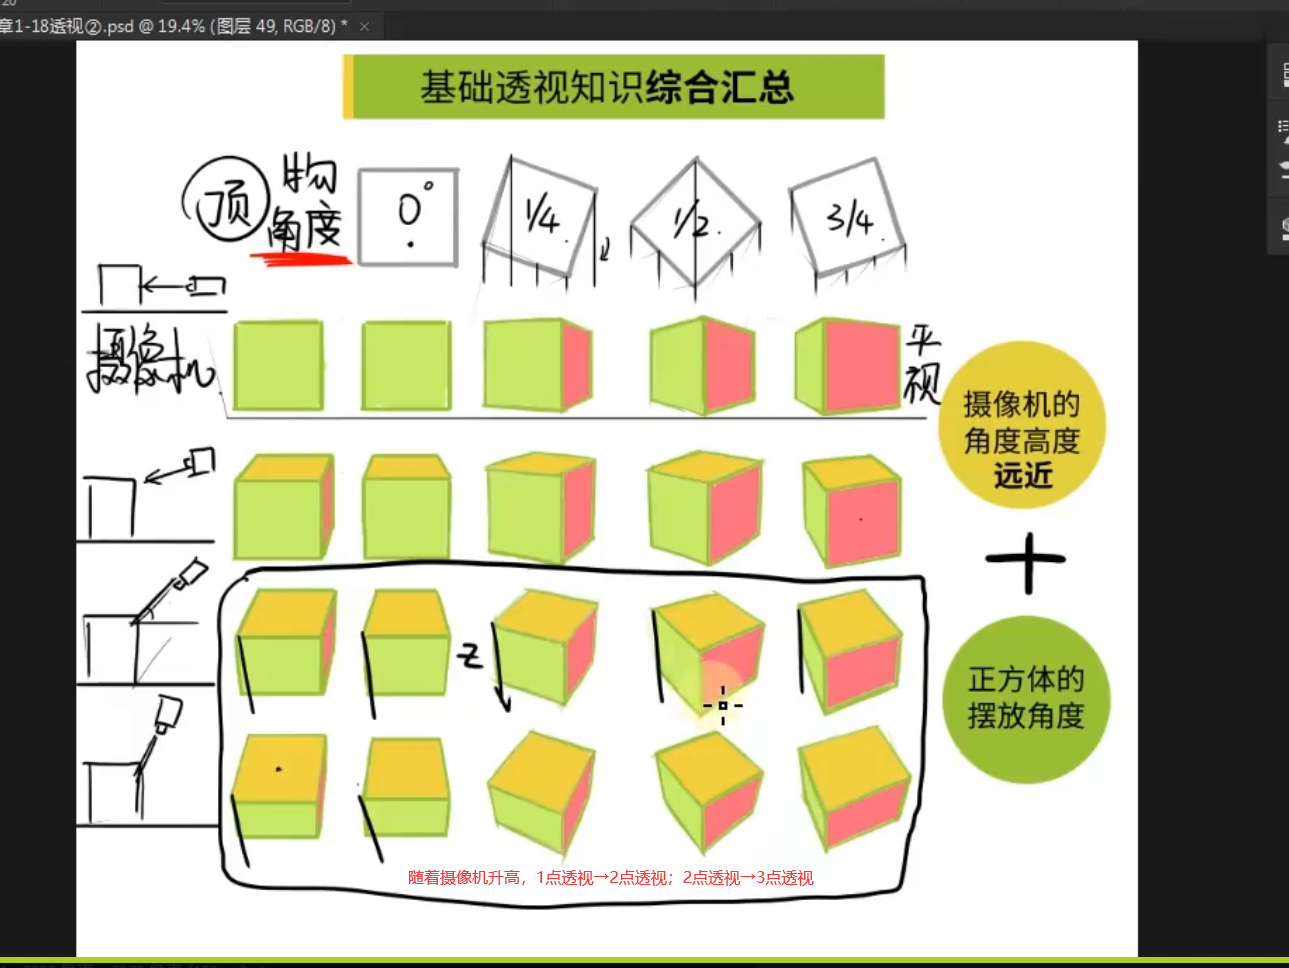 章1-18透视②.psd @ 19.4% (图层 49, RGB/8) * ×
基础透视知识综合汇总
顶
物
角度
0°
1/4
1/2
3/4
摄像机
平
视
摄像机的
角度高度
远近
+
Z
正方体的
摆放角度
随着摄像机升高，1点透视→2点透视；2点透视→3点透视